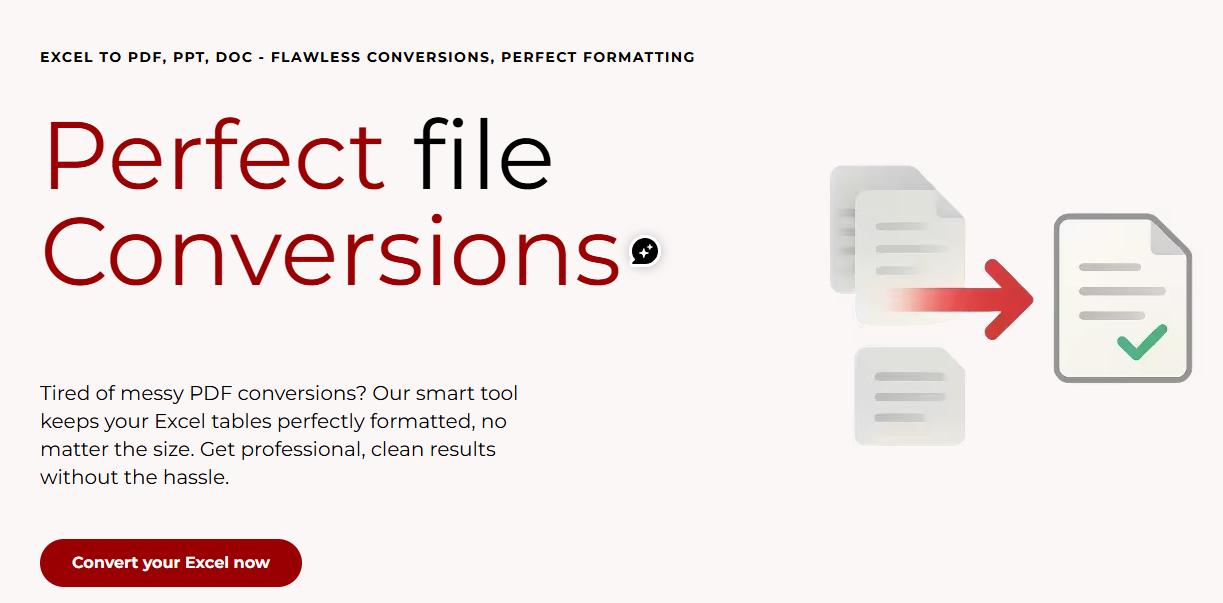 EXCEL TO PDF, PPT, DOC - FLAWLESS CONVERSIONS, PERFECT FORMATTING
Perfect file
Conversions
Tired of messy PDF conversions? Our smart tool
keeps your Excel tables perfectly formatted, no
matter the size. Get professional, clean results
without the hassle.
Convert your Excel now